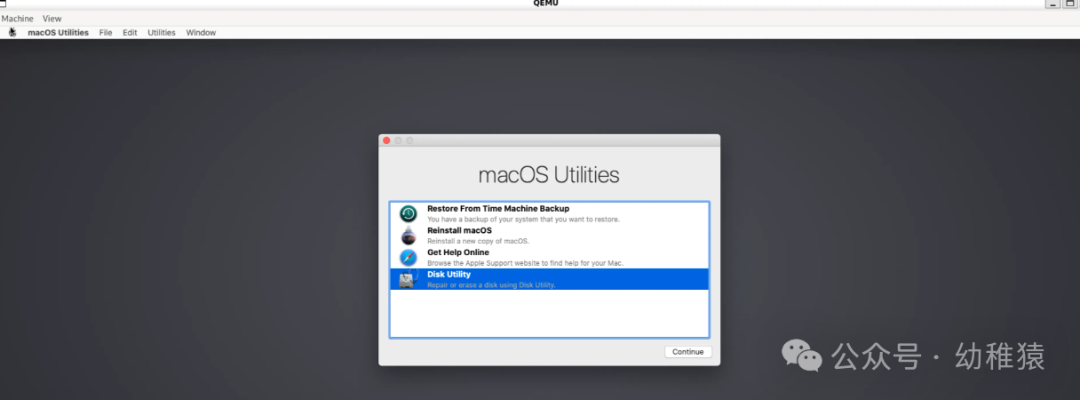 QEMU
Machine View
macOS Utilities File Edit Utilities Window
macOS Utilities
Restore From Time Machine Backup
You have a backup of your system that you want to restore.
Reinstall macOS
Reinstall a new copy of macOS.
Get Help Online
Browse the Apple Support website to find help for your Mac.
Disk Utility
Repair or erase a disk using Disk Utility.
Continue
公众号 · 幼稚猿